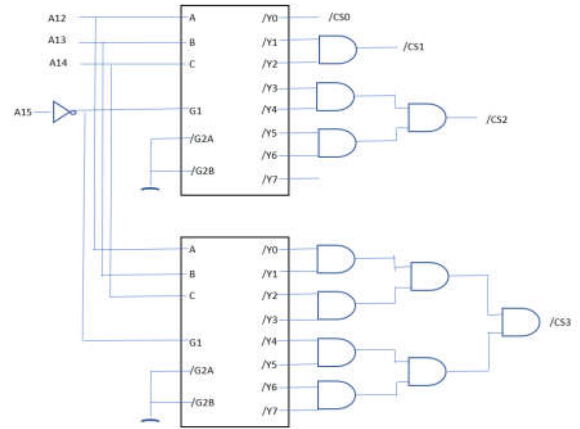 A12
A13
A14
A15
A
B
C
G1
/G2A
/G2B
/Y0
/Y1
/Y2
/Y3
/Y4
/Y5
/Y6
/Y7
/CS0
/CS1
/CS2
A
B
C
G1
/G2A
/G2B
/Y0
/Y1
/Y2
/Y3
/Y4
/Y5
/Y6
/Y7
/CS3